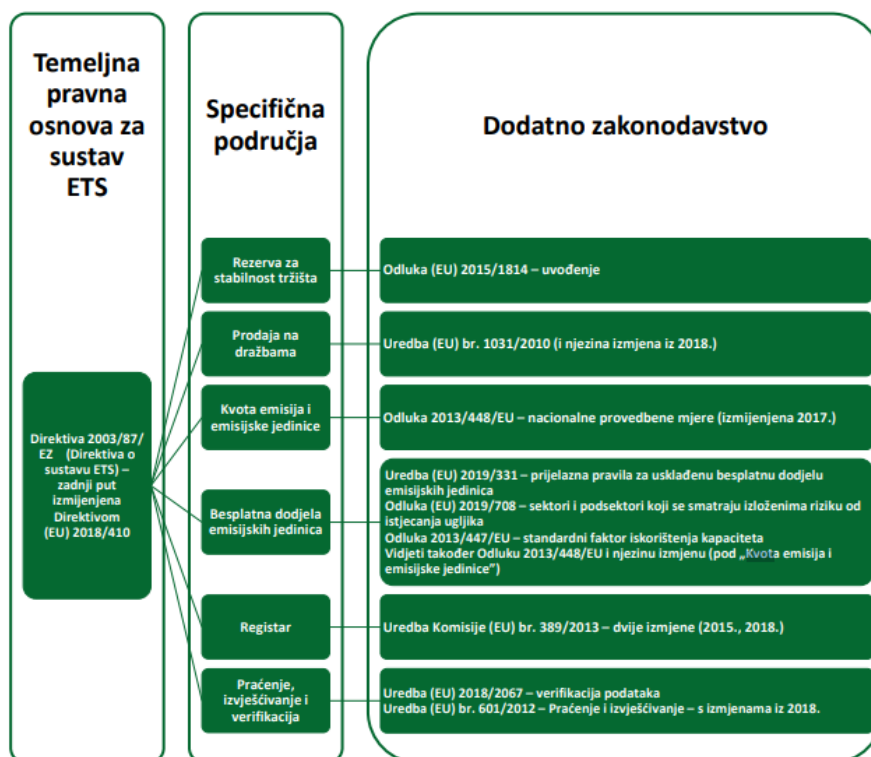 Temeljna
pravna
osnova za
sustav
ETS
Specifična
područja
Dodatno zakonodavstvo
Direktiva 2003/87/
EZ (Direktiva o
sustavu ETS) –
zadnji put
izmijenjena
Direktivom
(EU) 2018/410
Rezerva za
stabilnost tržišta
Odluka (EU) 2015/1814 – uvođenje
Prodaja na
dražbama
Uredba (EU) br. 1031/2010 (i njezina izmjena iz 2018.)
Kvota emisija i
emisijske jedinice
Odluka 2013/448/EU – nacionalne provedbene mjere (izmijenjena 2017.)
Besplatna dodjela
emisijskih jedinica
Uredba (EU) 2019/331 – prijelazna pravila za usklađenu besplatnu dodjelu
emisijskih jedinica
Odluka (EU) 2019/708 – sektori i podsektori koji se smatraju izloženima riziku od
istjecanja ugljika
Odluka 2013/447/EU – standardni faktor iskorištenja kapaciteta
Vidjeti također Odluku 2013/448/EU i njezinu izmjenu (pod „Kvota emisija i
emisijske jedinice”)
Registar
Uredba Komisije (EU) br. 389/2013 – dvije izmjene (2015., 2018.)
Praćenje,
izvješćivanje i
verifikacija
Uredba (EU) 2018/2067 – verifikacija podataka
Uredba (EU) br. 601/2012 – Praćenje i izvješćivanje – s izmjenama iz 2018.